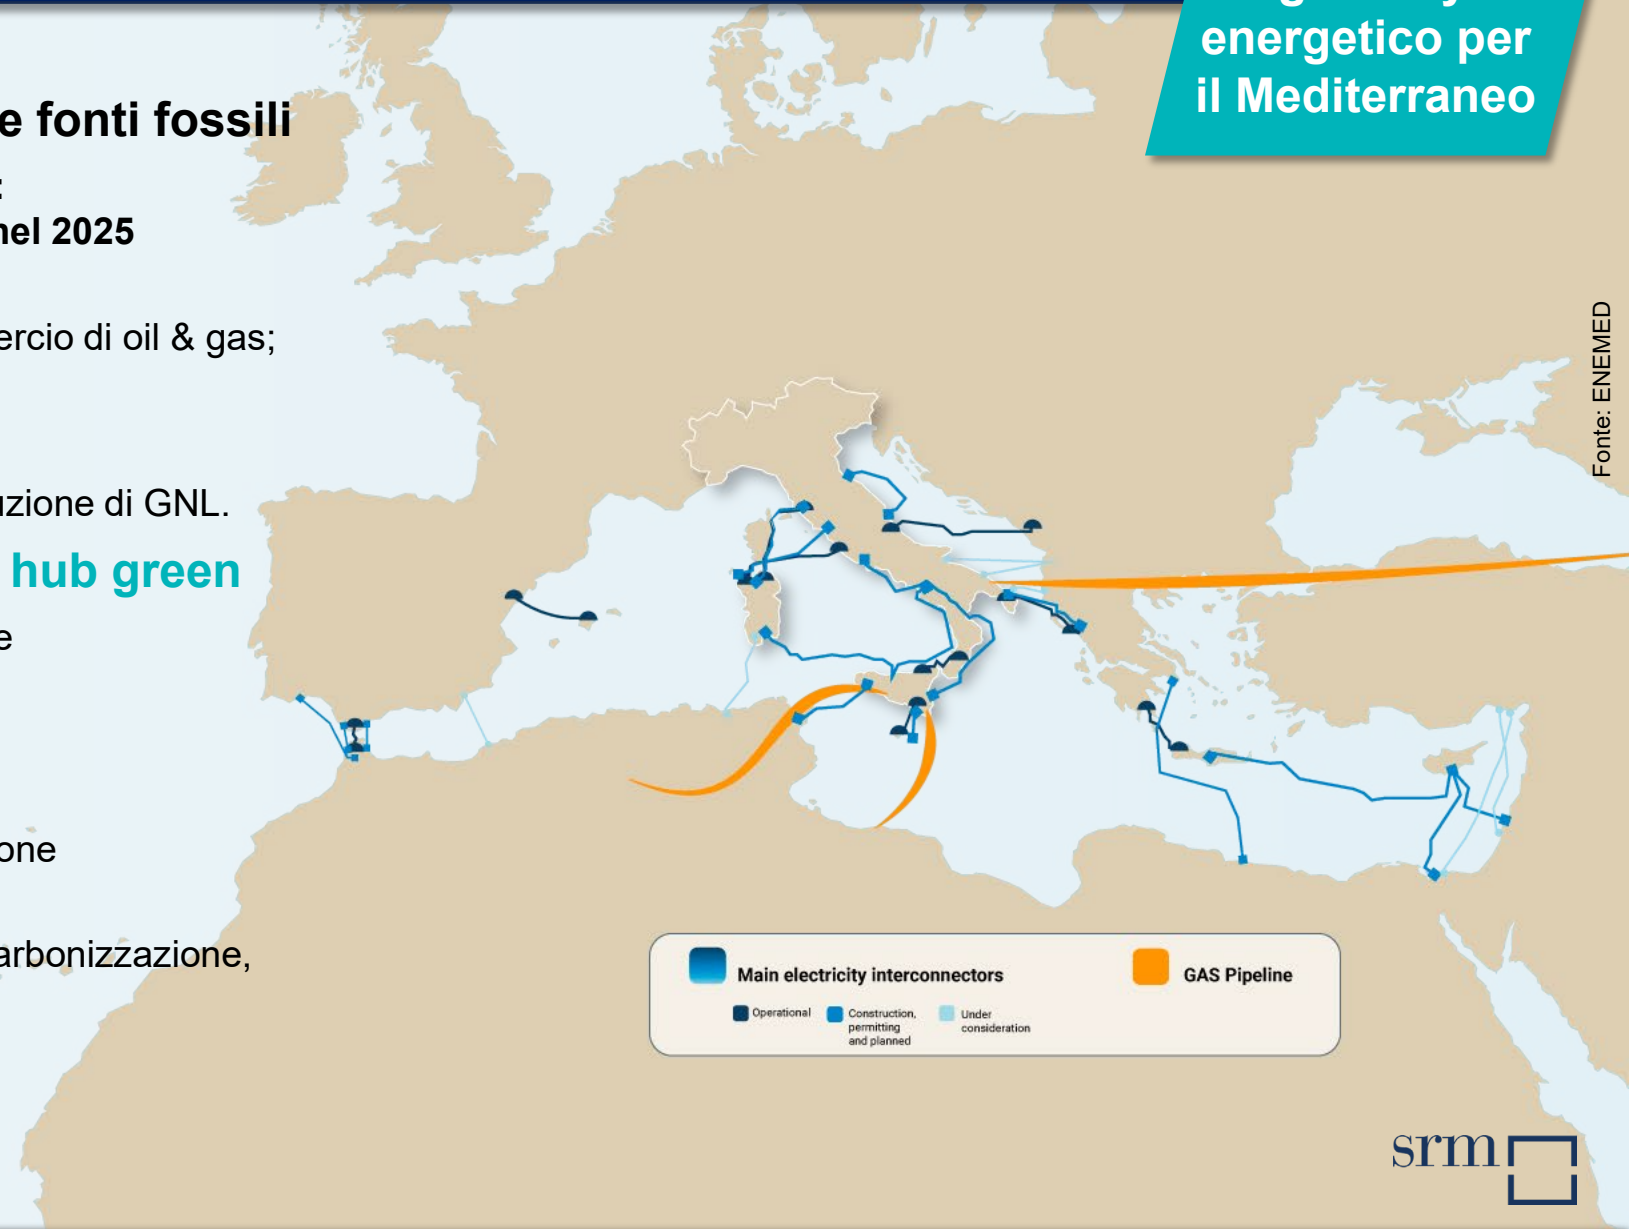 energetico per
il Mediterraneo
e fonti fossili
:
nel 2025
ercio di oil & gas;
uzione di GNL.
hub green
e
one
arbonizzazione,
Fonte: ENEMED
Main electricity interconnectors
GAS Pipeline
Operational
Construction,
permitting
and planned
Under
consideration
srm